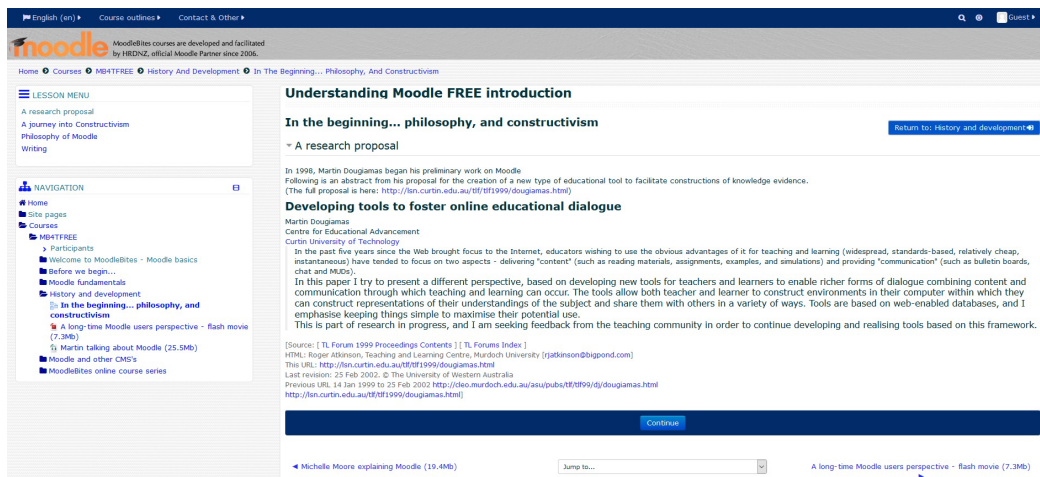 English (en) Course outlines Contact & Other Guest
moodle MoodleBites courses are developed and facilitated
by HRDNZ, official Moodle Partner since 2006.
Home Courses MB4TFREE History And Development In The Beginning... Philosophy, And Constructivism
LESSON MENU
A research proposal
A journey into Constructivism
Philosophy of Moodle
Writing
NAVIGATION
Home
Site pages
Courses
MB4TFREE
Participants
Welcome to MoodleBites - Moodle basics
Before we begin...
Moodle fundamentals
History and development
In the beginning... philosophy, and
constructivism
A long-time Moodle users perspective - flash movie
(7.3Mb)
Martin talking about Moodle (25.5Mb)
Moodle and other CMS's
MoodleBites online course series
Understanding Moodle FREE introduction
In the beginning... philosophy, and constructivism
Return to: History and development
A research proposal
In 1998, Martin Dougiamas began his preliminary work on Moodle
Following is an abstract from his proposal for the creation of a new type of educational tool to facilitate constructions of knowledge evidence.
(The full proposal is here: http://lsn.curtin.edu.au/tlf/tlf1999/dougiamas.html)
Developing tools to foster online educational dialogue
Martin Dougiamas
Centre for Educational Advancement
Curtin University of Technology
In the past five years since the Web brought focus to the Internet, educators wishing to use the obvious advantages of it for teaching and learning (widespread, standards-based, relatively cheap,
instantaneous) have tended to focus on two aspects - delivering "content" (such as reading materials, assignments, examples, and simulations) and providing "communication" (such as bulletin boards,
chat and MUDs).
In this paper I try to present a different perspective, based on developing new tools for teachers and learners to enable richer forms of dialogue combining content and
communication through which teaching and learning can occur. The tools allow both teacher and learner to construct environments in their computer within which they
can construct representations of their understandings of the subject and share them with others in a variety of ways. Tools are based on web-enabled databases, and I
emphasise keeping things simple to maximise their potential use.
This is part of research in progress, and I am seeking feedback from the teaching community in order to continue developing and realising tools based on this framework.
[Source: [ TL Forum 1999 Proceedings Contents ] [ TL Forums Index ]
HTML: Roger Atkinson, Teaching and Learning Centre, Murdoch University [rjatkinson@bigpond.com]
This URL: http://lsn.curtin.edu.au/tlf/tlf1999/dougiamas.html
Last revision: 25 Feb 2002. © The University of Western Australia
Previous URL 14 Jan 1999 to 25 Feb 2002 http://cleo.murdoch.edu.au/asu/pubs/tlf/tlf99/dj/dougiamas.html
http://lsn.curtin.edu.au/tlf/tlf1999/dougiamas.html]
Continue
Michelle Moore explaining Moodle (19.4Mb) Jump to... A long-time Moodle users perspective - flash movie (7.3Mb)